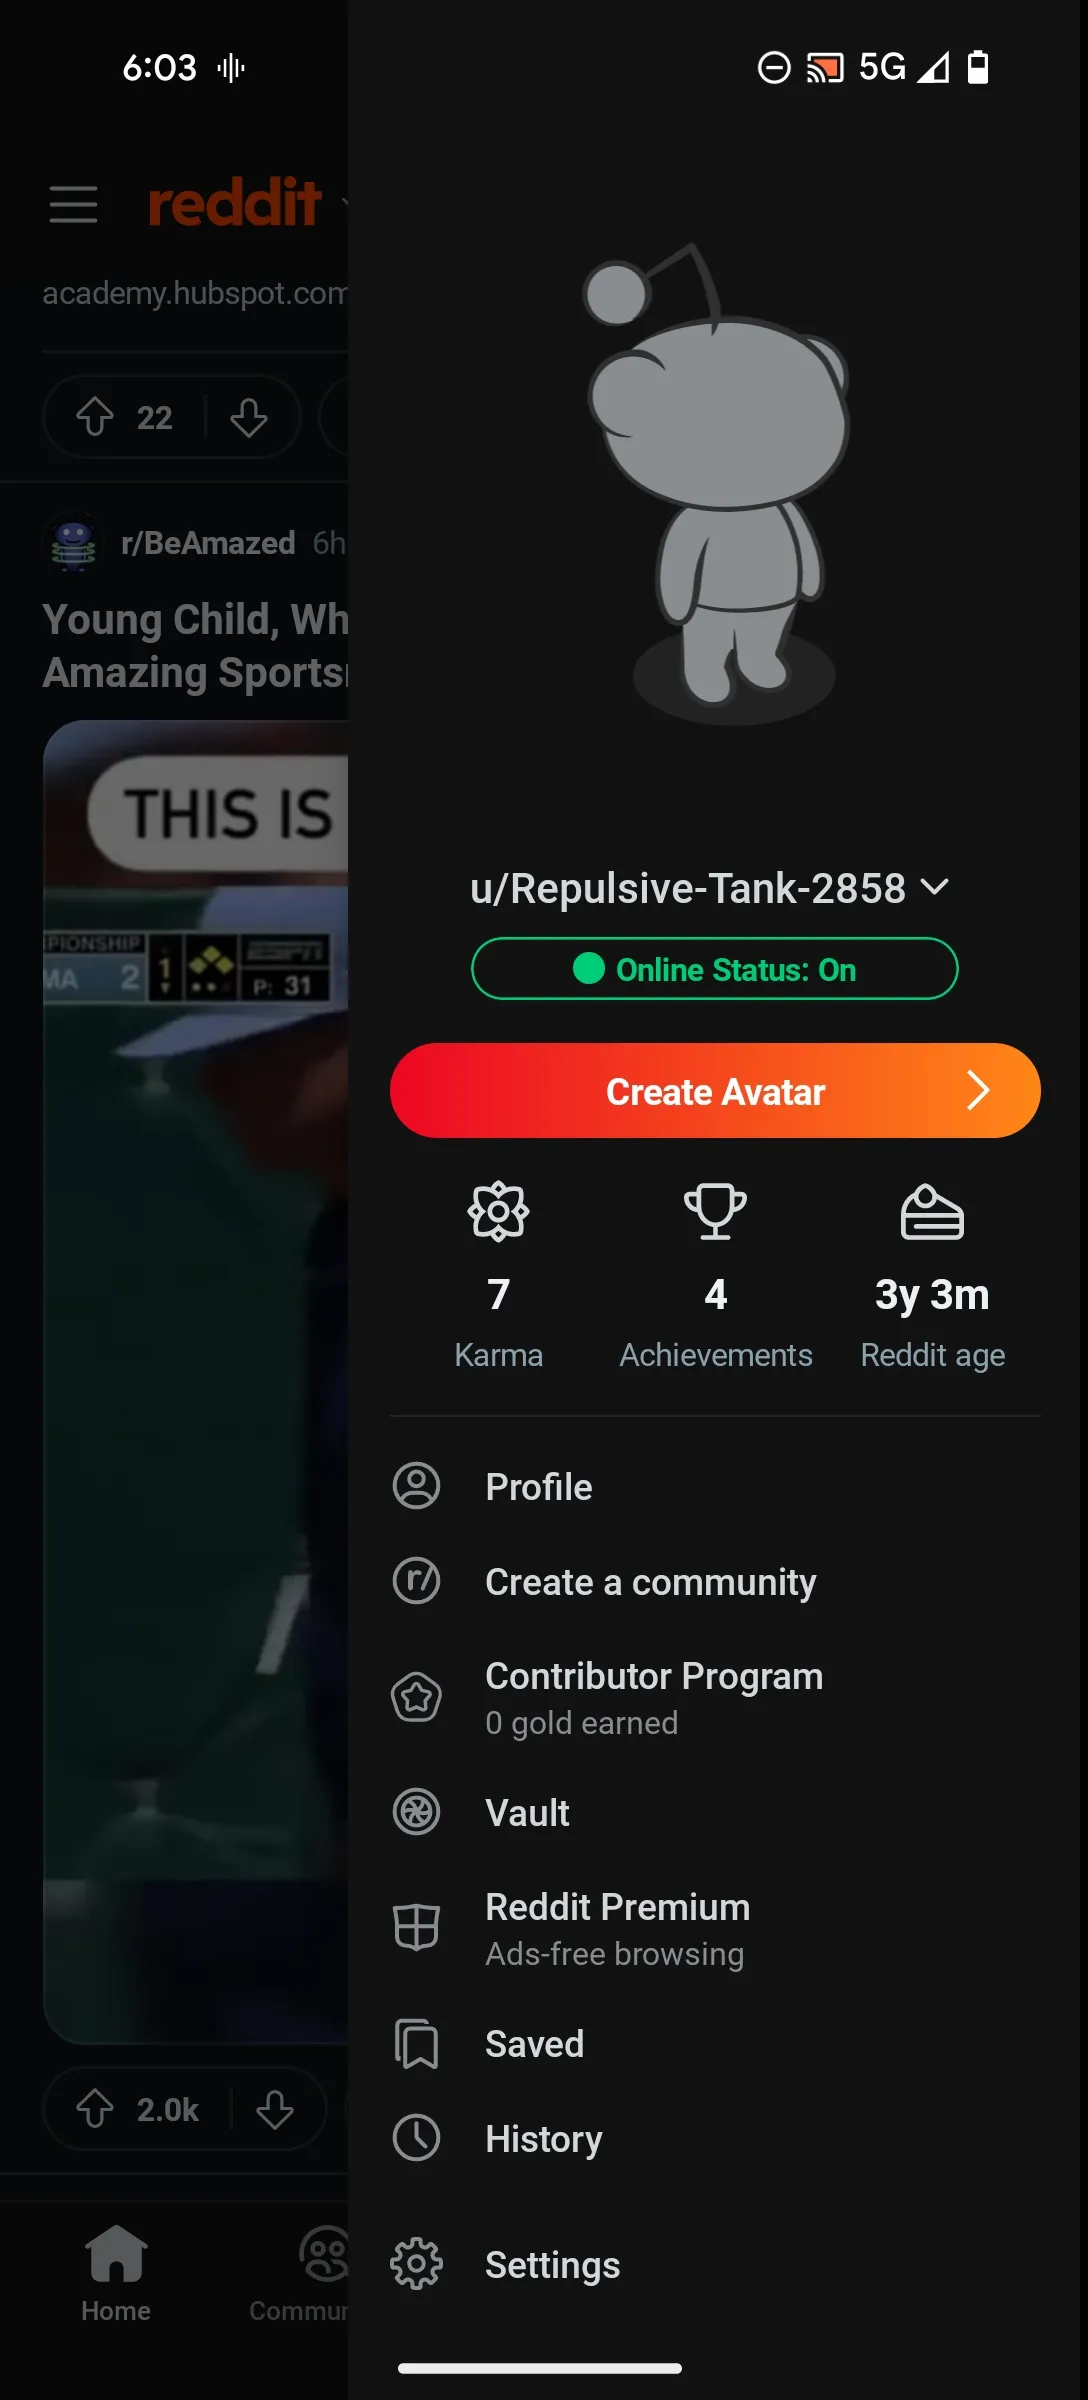 6:03
5G
reddit
academy.hubspot.com
22
r/BeAmazed 6h
Young Child, Wh
Amazing Sports
THIS IS
PIONSHIP
MA 2
1
P: 31
2.0k
Home
Commun
u/Repulsive-Tank-2858
Online Status: On
Create Avatar
7
Karma
4
Achievements
3y 3m
Reddit age
Profile
r/
Create a community
Contributor Program
0 gold earned
Vault
Reddit Premium
Ads-free browsing
Saved
History
Settings